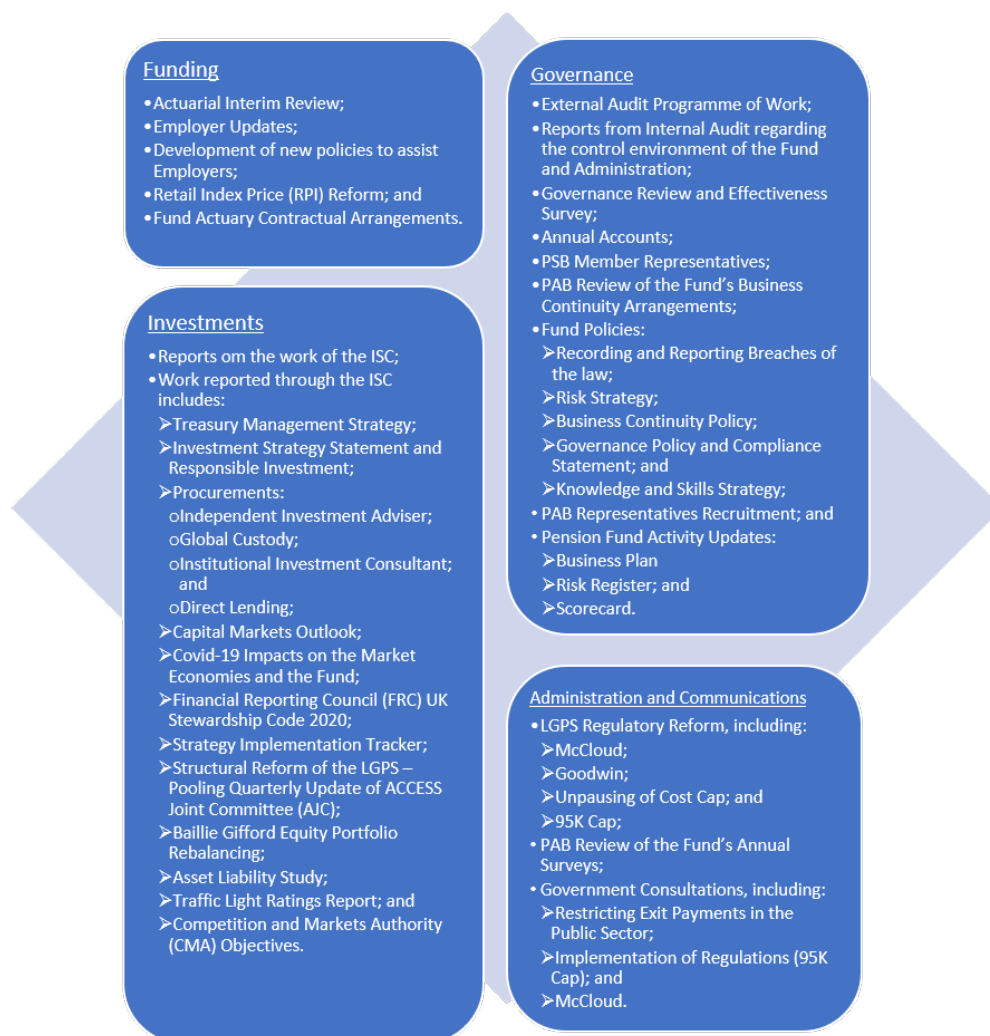 Funding
•Actuarial Interim Review;
•Employer Updates;
•Development of new policies to assist
Employers;
•Retail Index Price (RPI) Reform; and
•Fund Actuary Contractual Arrangements.
Investments
•Reports om the work of the ISC;
•Work reported through the ISC
includes:
➢Treasury Management Strategy;
➢Investment Strategy Statement and
Responsible Investment;
➢Procurements:
oIndependent Investment Adviser;
oGlobal Custody;
oInstitutional Investment Consultant;
and
oDirect Lending;
➢Capital Markets Outlook;
➢Covid-19 Impacts on the Market
Economies and the Fund;
➢Financial Reporting Council (FRC) UK
Stewardship Code 2020;
➢Strategy Implementation Tracker;
➢Structural Reform of the LGPS –
Pooling Quarterly Update of ACCESS
Joint Committee (AJC);
➢Baillie Gifford Equity Portfolio
Rebalancing;
➢Asset Liability Study;
➢Traffic Light Ratings Report; and
➢Competition and Markets Authority
(CMA) Objectives.
Governance
•External Audit Programme of Work;
•Reports from Internal Audit regarding
the control environment of the Fund
and Administration;
•Governance Review and Effectiveness
Survey;
•Annual Accounts;
•PSB Member Representatives;
•PAB Review of the Fund's Business
Continuity Arrangements;
•Fund Policies:
➢Recording and Reporting Breaches of
the law;
➢Risk Strategy;
➢Business Continuity Policy;
➢Governance Policy and Compliance
Statement; and
➢Knowledge and Skills Strategy;
• PAB Representatives Recruitment; and
• Pension Fund Activity Updates:
➢Business Plan
➢Risk Register; and
➢Scorecard.
Administration and Communications
•LGPS Regulatory Reform, including:
➢McCloud;
➢Goodwin;
➢Unpausing of Cost Cap; and
➢95K Cap;
• PAB Review of the Fund's Annual
Surveys;
• Government Consultations, including:
➢Restricting Exit Payments in the
Public Sector;
➢Implementation of Regulations (95K
Cap); and
➢McCloud.